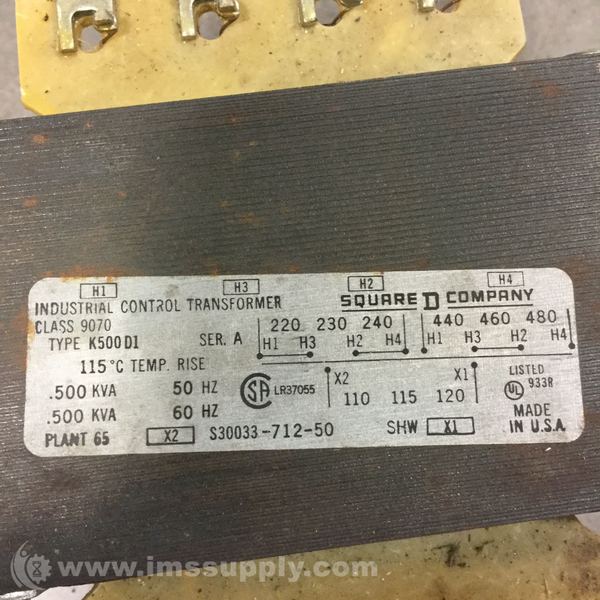 H1 H3 H2 H4
INDUSTRIAL CONTROL TRANSFORMER SQUARE D COMPANY
CLASS 9070
TYPE K500D1 SER. A
220 230 240 440 460 480
H1 H3 H2 H4 H1 H3 H2 H4
115°C TEMP. RISE
.500 KVA 50 HZ SA LR37055 X2 X1 LISTED
UL 933R
.500 KVA 60 HZ 110 115 120 MADE
PLANT 65 X2 S30033-712-50 SHW X1 IN U.S.A.
www.imssupply.com